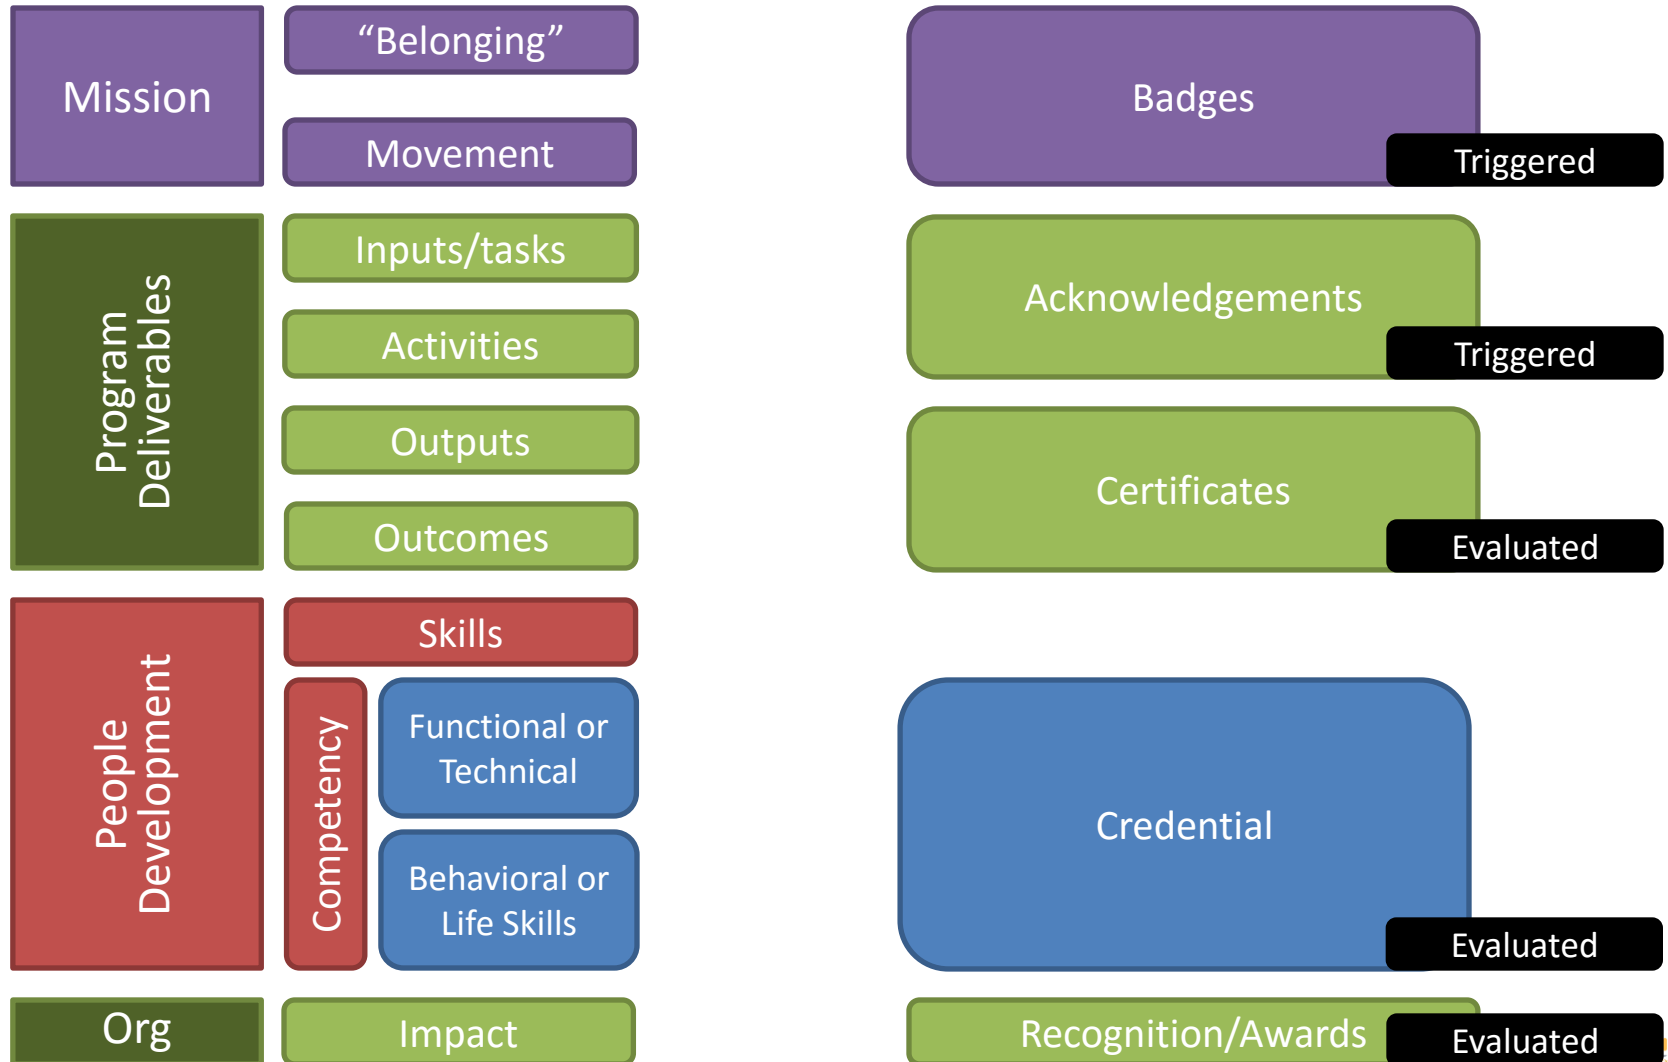 Mission
“Belonging”
Movement
Badges
Triggered
Program
Deliverables
Inputs/tasks
Activities
Outputs
Outcomes
Acknowledgements
Triggered
Certificates
Evaluated
People
Development
Skills
Competency
Functional or
Technical
Behavioral or
Life Skills
Credential
Evaluated
Org
Impact
Recognition/Awards
Evaluated